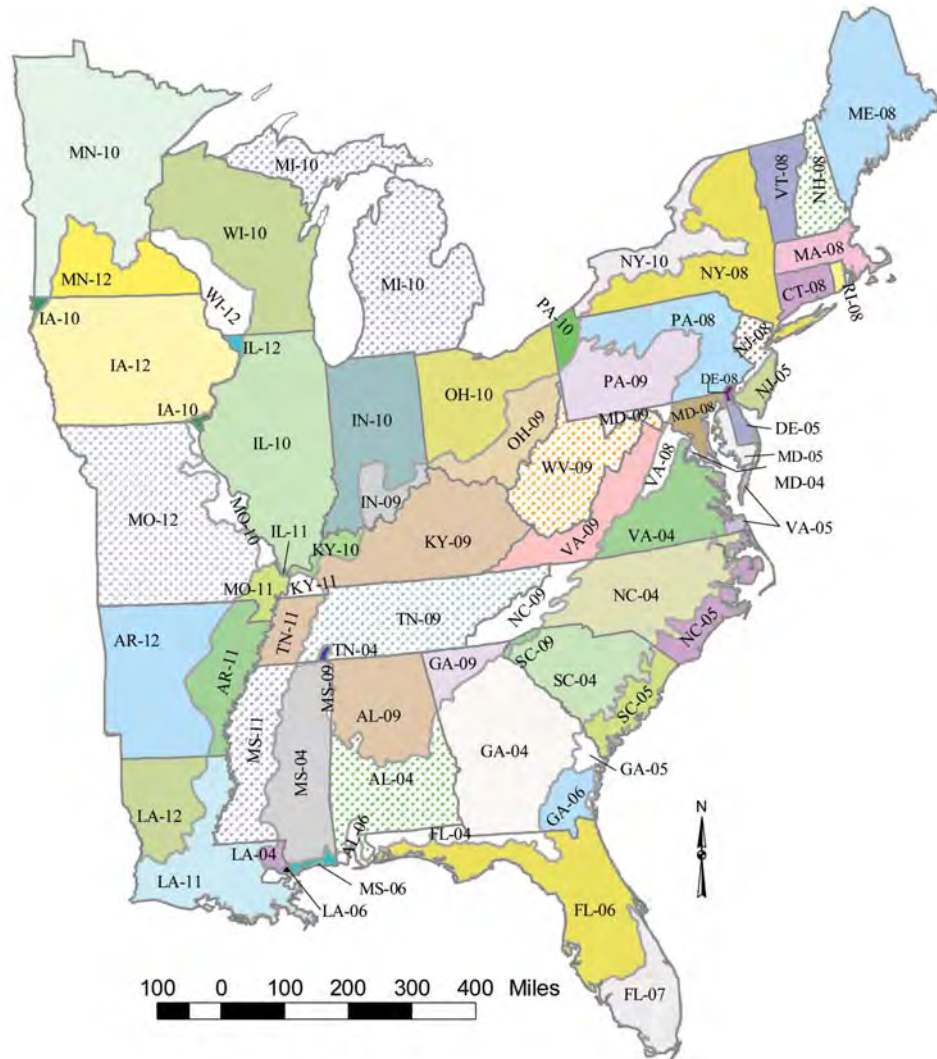 ME-08
MN-10
MI-10
VT-08
NH-08
WI-10
MA-08
NY-10
NY-08
MN-12
MI-10
CT-08
RI-08
WI-12
IA-10
PA-10
PA-08
NJ-08
IL-12
IA-12
PA-09
DE-08
NJ-05
OH-10
IA-10
IN-10
MD-09
MD-08
OH-09
DE-05
IL-10
WV-09
VA-08
MD-05
MD-04
MO-12
MO-10
IN-09
VA-05
IL-11
KY-10
KY-09
VA-09
VA-04
MO-11
KY-11
NC-09
NC-04
TN-11
TN-09
NC-05
AR-12
AR-11
TN-04
MS-09
GA-09
SC-09
SC-04
SC-05
AL-09
MS-11
MS-04
GA-04
GA-05
AL-04
GA-06
LA-12
N
AL-06
FL-04
LA-04
LA-11
MS-06
LA-06
FL-06
100 0 100 200 300 400 Miles
FL-07